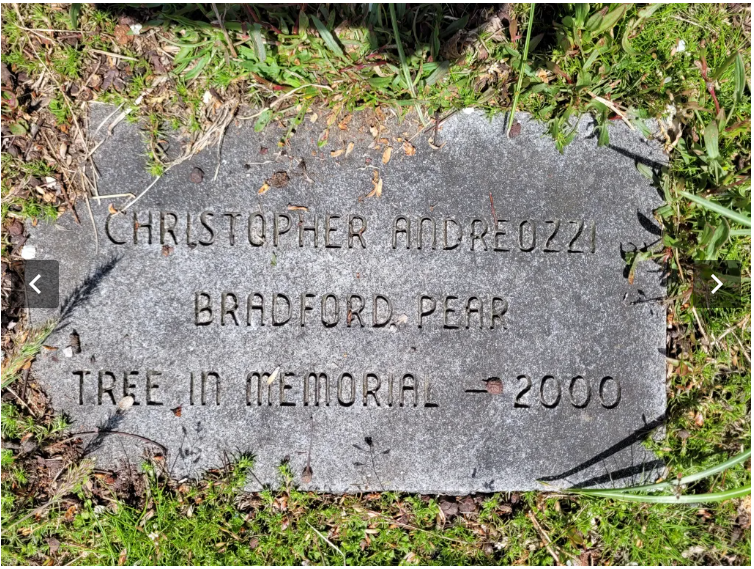 CHRISTOPHER ANDREOZZI
BRADFORD PEAR
TREE IN MEMORIAL - 2000